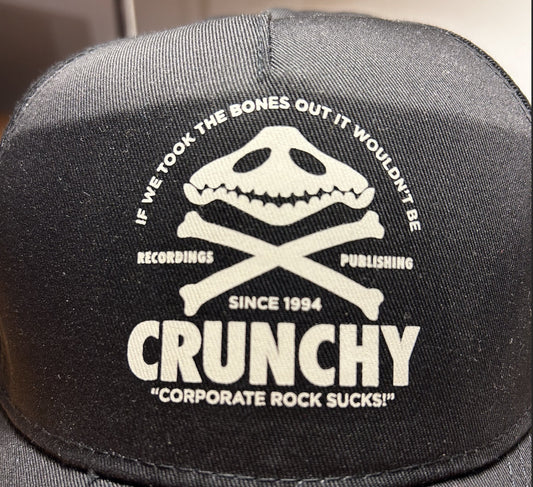 IF WE TOOK THE BONES OUT IT WOULDN'T BE
RECORDINGS
PUBLISHING
SINCE 1994
CRUNCHY
"CORPORATE ROCK SUCKS!"